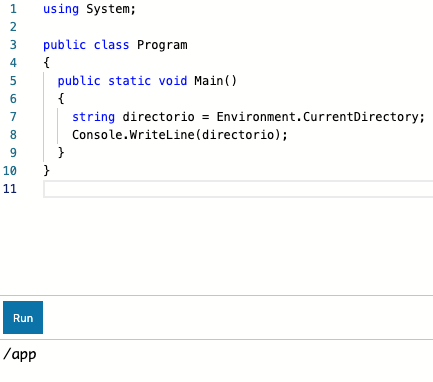 1 using System;
2
3 public class Program
4 {
5 public static void Main()
6 {
7 string directorio = Environment.CurrentDirectory;
8 Console.WriteLine(directorio);
9 }
10 }
11
Run
/app